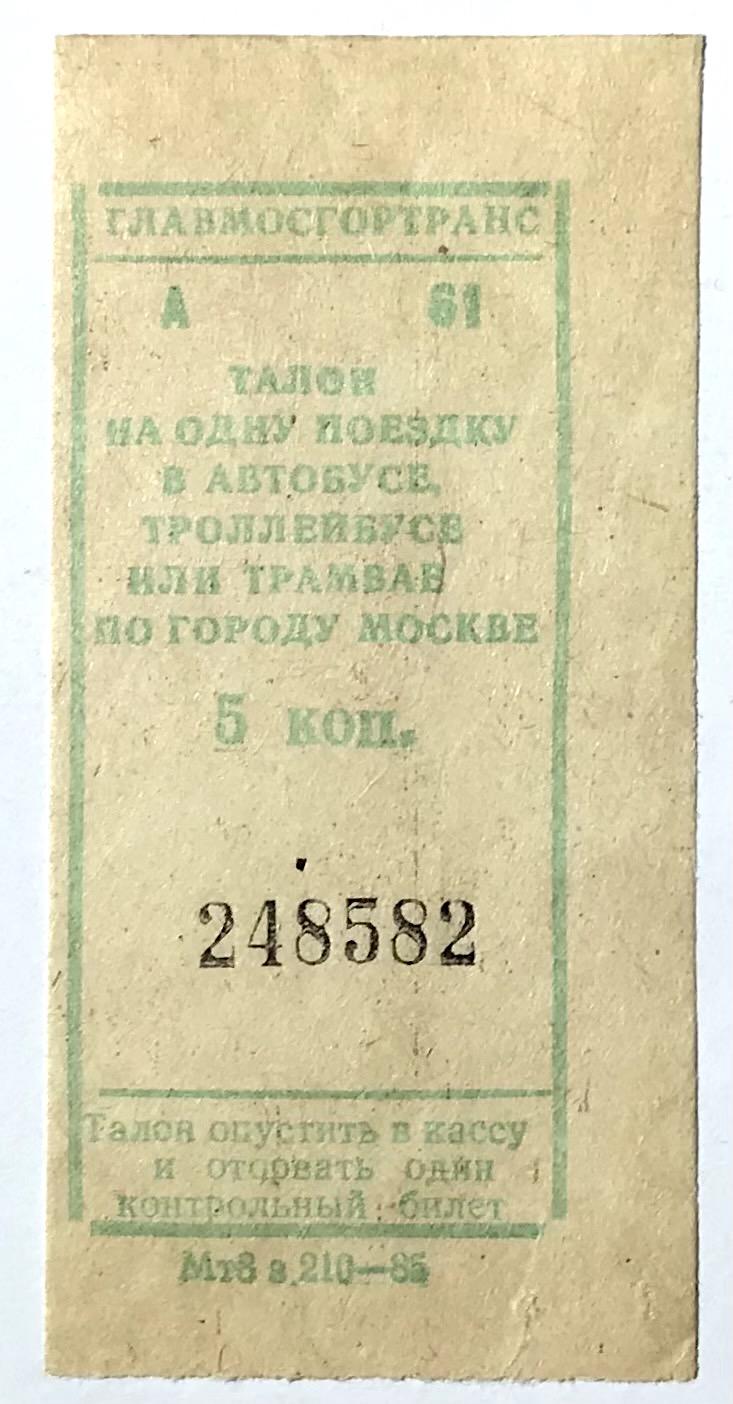 ГЛАВМОСГОРТРАНС
А 61
ТАЛОН
НА ОДНУ ПОЕЗДКУ
В АВТОБУСЕ,
ТРОЛЛЕЙБУСЕ
ИЛИ ТРАМВАЕ
ПО ГОРОДУ МОСКВЕ
5 коп.
248582
Талон опустить в кассу
и оторвать один
контрольный билет
Мт8 з.210—85